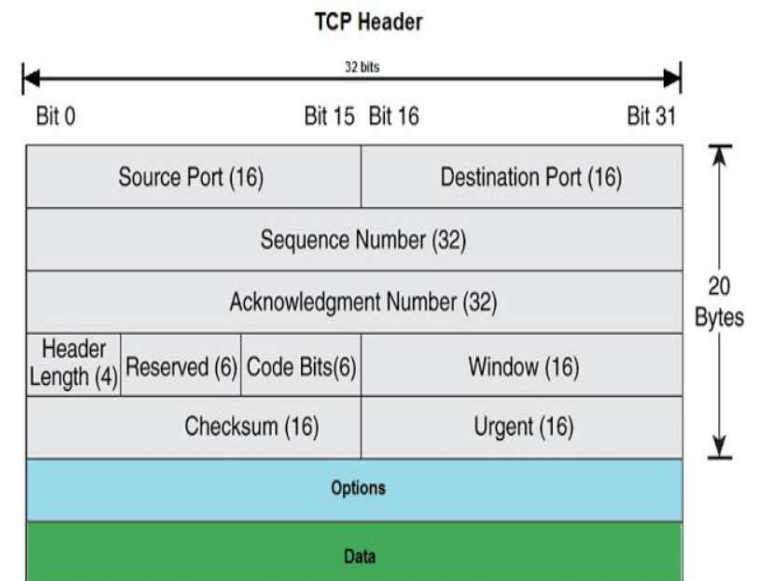 TCP Header
32 bits
Bit 0 Bit 15 Bit 16 Bit 31
Source Port (16) Destination Port (16)
Sequence Number (32)
Acknowledgment Number (32)
20
Bytes
Header
Length (4) Reserved (6) Code Bits(6) Window (16)
Checksum (16) Urgent (16)
Options
Data